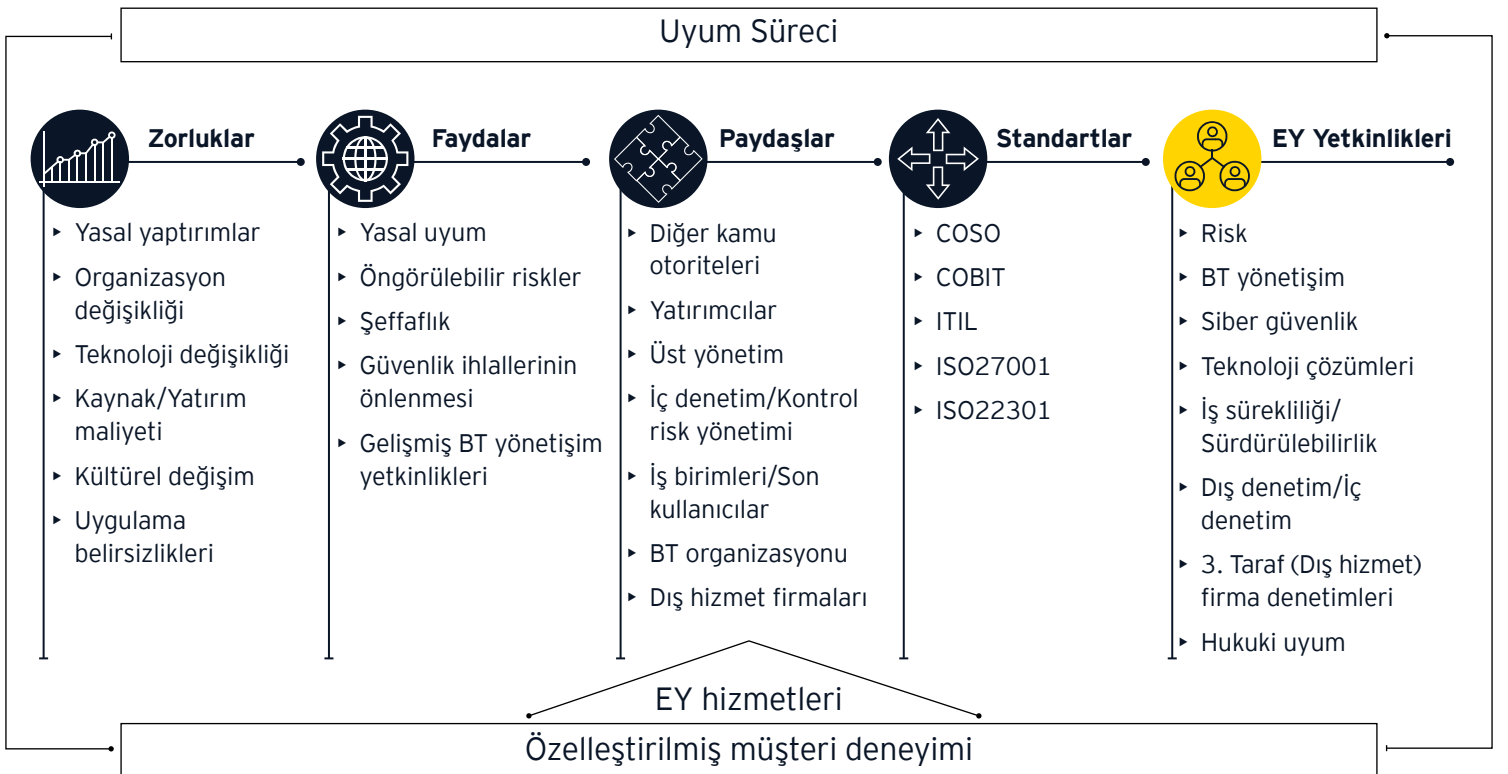 Uyum Süreci
Zorluklar
▸ Yasal yaptırımlar
▸ Organizasyon
değişikliği
▸ Teknoloji değişikliği
▸ Kaynak/Yatırım
maliyeti
▸ Kültürel değişim
▸ Uygulama
belirsizlikleri
Faydalar
▸ Yasal uyum
▸ Öngörülebilir riskler
▸ Şeffaflık
▸ Güvenlik ihlallerinin
önlenmesi
▸ Gelişmiş BT yönetişim
yetkinlikleri
Paydaşlar
▸ Diğer kamu
otoriteleri
▸ Yatırımcılar
▸ Üst yönetim
▸ İç denetim/Kontrol
risk yönetimi
▸ İş birimleri/Son
kullanıcılar
▸ BT organizasyonu
▸ Dış hizmet firmaları
Standartlar
▸ COSO
▸ COBIT
▸ ITIL
▸ ISO27001
▸ ISO22301
EY Yetkinlikleri
▸ Risk
▸ BT yönetişim
▸ Siber güvenlik
▸ Teknoloji çözümleri
▸ İş sürekliliği/
Sürdürülebilirlik
▸ Dış denetim/İç
denetim
▸ 3. Taraf (Dış hizmet)
firma denetimleri
▸ Hukuki uyum
EY hizmetleri
Özelleştirilmiş müşteri deneyimi